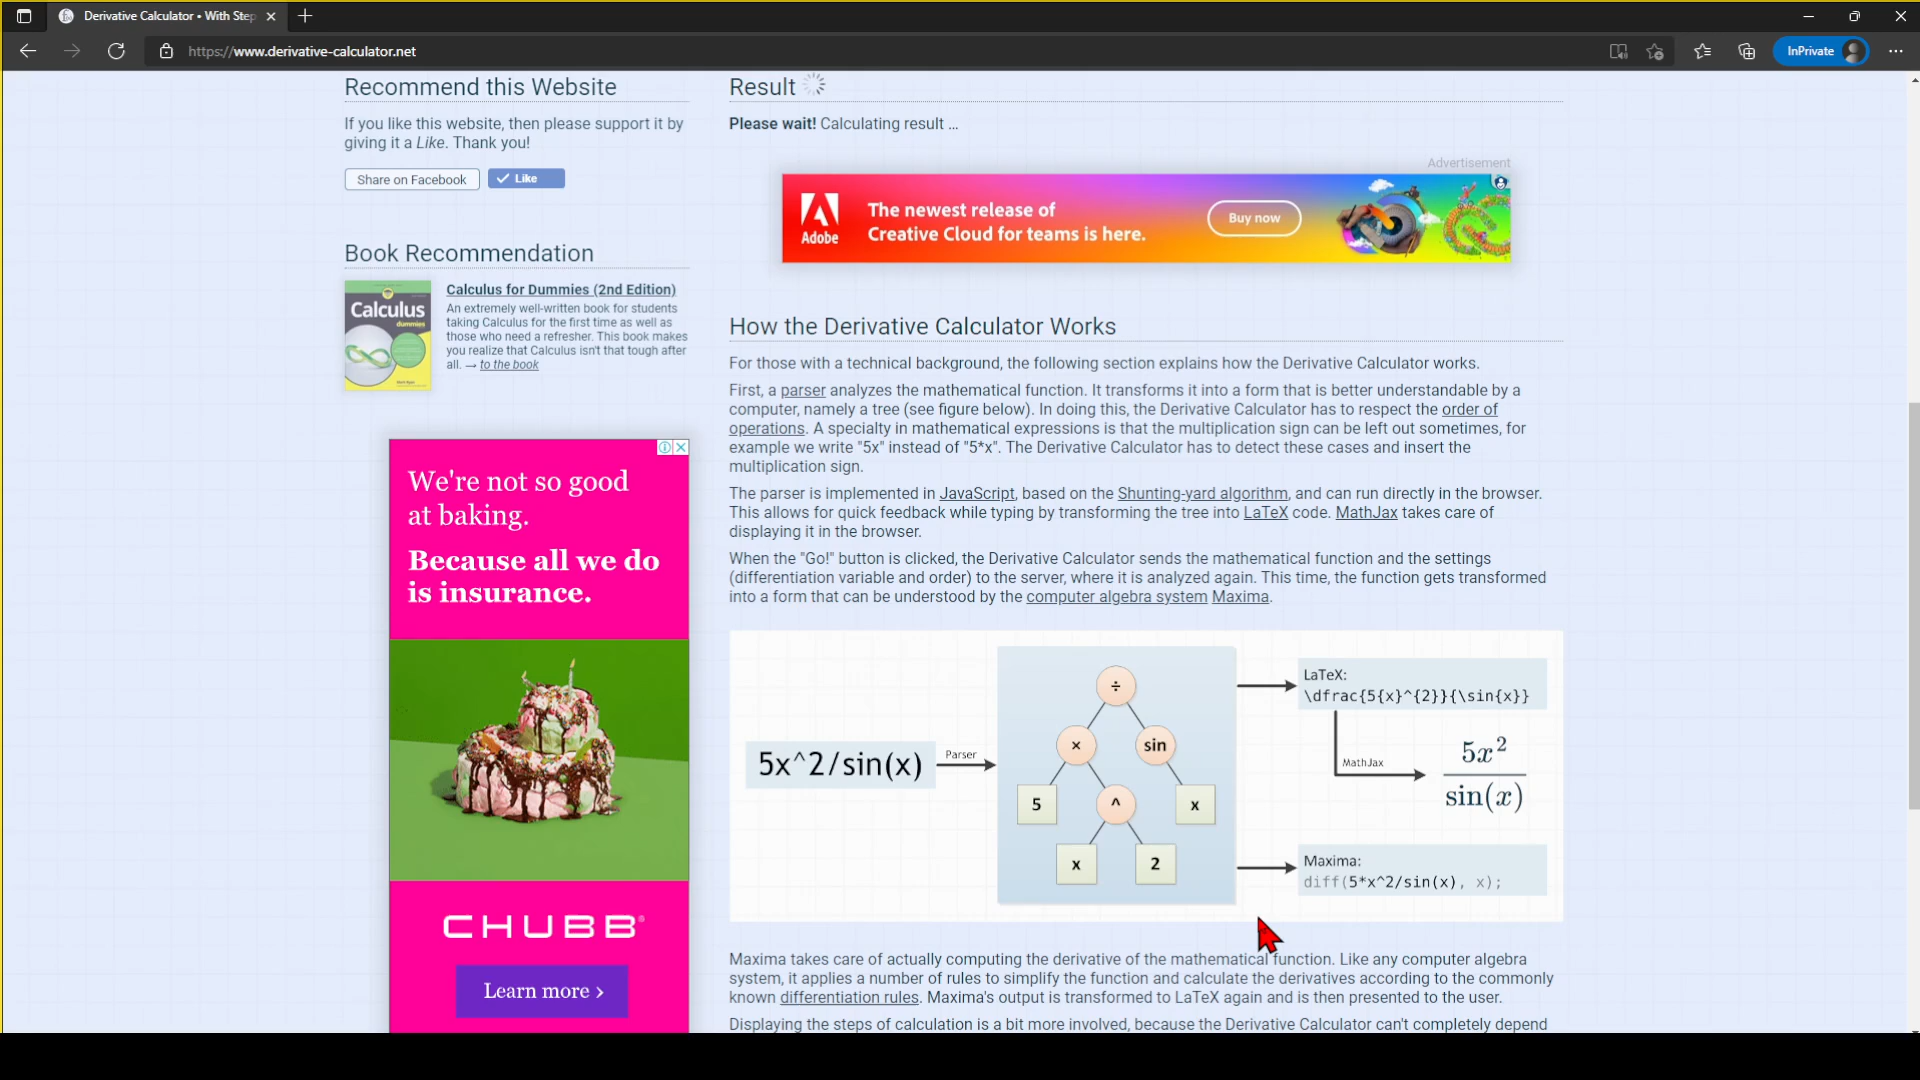 Derivative Calculator • With Step
https://www.derivative-calculator.net
InPrivate
Recommend this Website
If you like this website, then please support it by
giving it a Like. Thank you!
Share on Facebook
Like
Book Recommendation
Calculus
dummies
Calculus for Dummies (2nd Edition)
An extremely well-written book for students
taking Calculus for the first time as well as
those who need a refresher. This book makes
you realize that Calculus isn't that tough after
all. → to the book
We're not so good
at baking.
Because all we do
is insurance.
CHUBB®
Learn more >
Result
Please wait! Calculating result ...
Advertisement
Adobe
The newest release of
Creative Cloud for teams is here.
Buy now
How the Derivative Calculator Works
For those with a technical background, the following section explains how the Derivative Calculator works.
First, a parser analyzes the mathematical function. It transforms it into a form that is better understandable by a
computer, namely a tree (see figure below). In doing this, the Derivative Calculator has to respect the order of
operations. A specialty in mathematical expressions is that the multiplication sign can be left out sometimes, for
example we write "5x" instead of "5*x". The Derivative Calculator has to detect these cases and insert the
multiplication sign.
The parser is implemented in JavaScript, based on the Shunting-yard algorithm, and can run directly in the browser.
This allows for quick feedback while typing by transforming the tree into LaTeX code. MathJax takes care of
displaying it in the browser.
When the "Go!" button is clicked, the Derivative Calculator sends the mathematical function and the settings
(differentiation variable and order) to the server, where it is analyzed again. This time, the function gets transformed
into a form that can be understood by the computer algebra system Maxima.
5x^2/sin(x)
Parser
÷
× sin
5 ^ x
x 2
LaTeX:
\dfrac{5{x}^{2}}{\sin{x}}
MathJax
5x²
sin(x)
Maxima:
diff(5*x^2/sin(x), x);
Maxima takes care of actually computing the derivative of the mathematical function. Like any computer algebra
system, it applies a number of rules to simplify the function and calculate the derivatives according to the commonly
known differentiation rules. Maxima's output is transformed to LaTeX again and is then presented to the user.
Displaying the steps of calculation is a bit more involved, because the Derivative Calculator can't completely depend